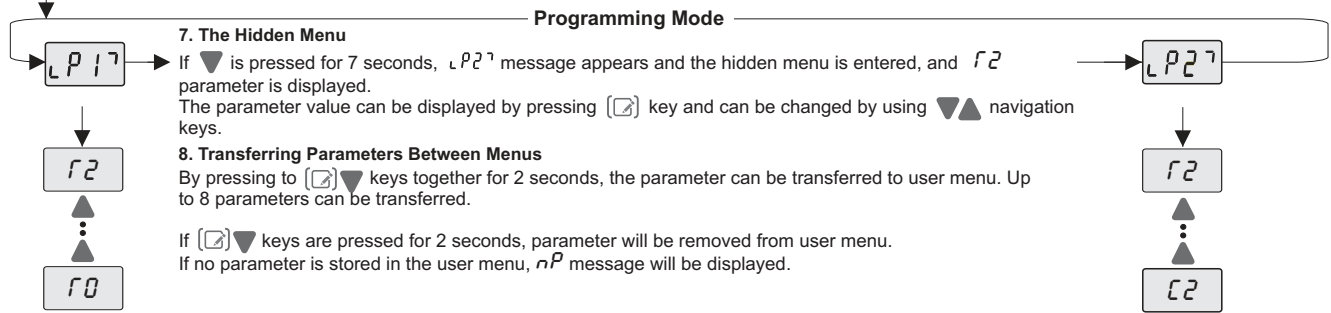 Programming Mode
7. The Hidden Menu
⌞P1⌝
If ▼ is pressed for 7 seconds, ⌞P2⌝ message appears and the hidden menu is entered, and r2
⌞P2⌝
parameter is displayed.
The parameter value can be displayed by pressing key and can be changed by using ▼▲ navigation
keys.
8. Transferring Parameters Between Menus
r2
By pressing to ▼ keys together for 2 seconds, the parameter can be transferred to user menu. Up
r2
to 8 parameters can be transferred.
If ▼ keys are pressed for 2 seconds, parameter will be removed from user menu.
If no parameter is stored in the user menu, nP message will be displayed.
r0
C2